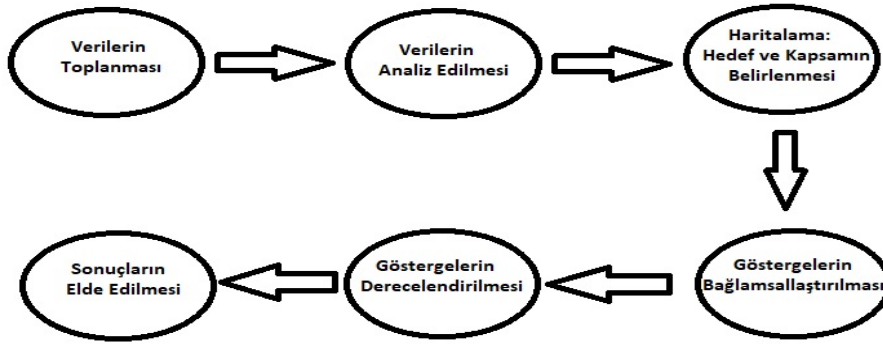 Verilerin
Toplanması
Verilerin
Analiz Edilmesi
Haritalama:
Hedef ve Kapsamın
Belirlenmesi
Göstergelerin
Bağlamsallaştırılması
Göstergelerin
Derecelendirilmesi
Sonuçların
Elde Edilmesi